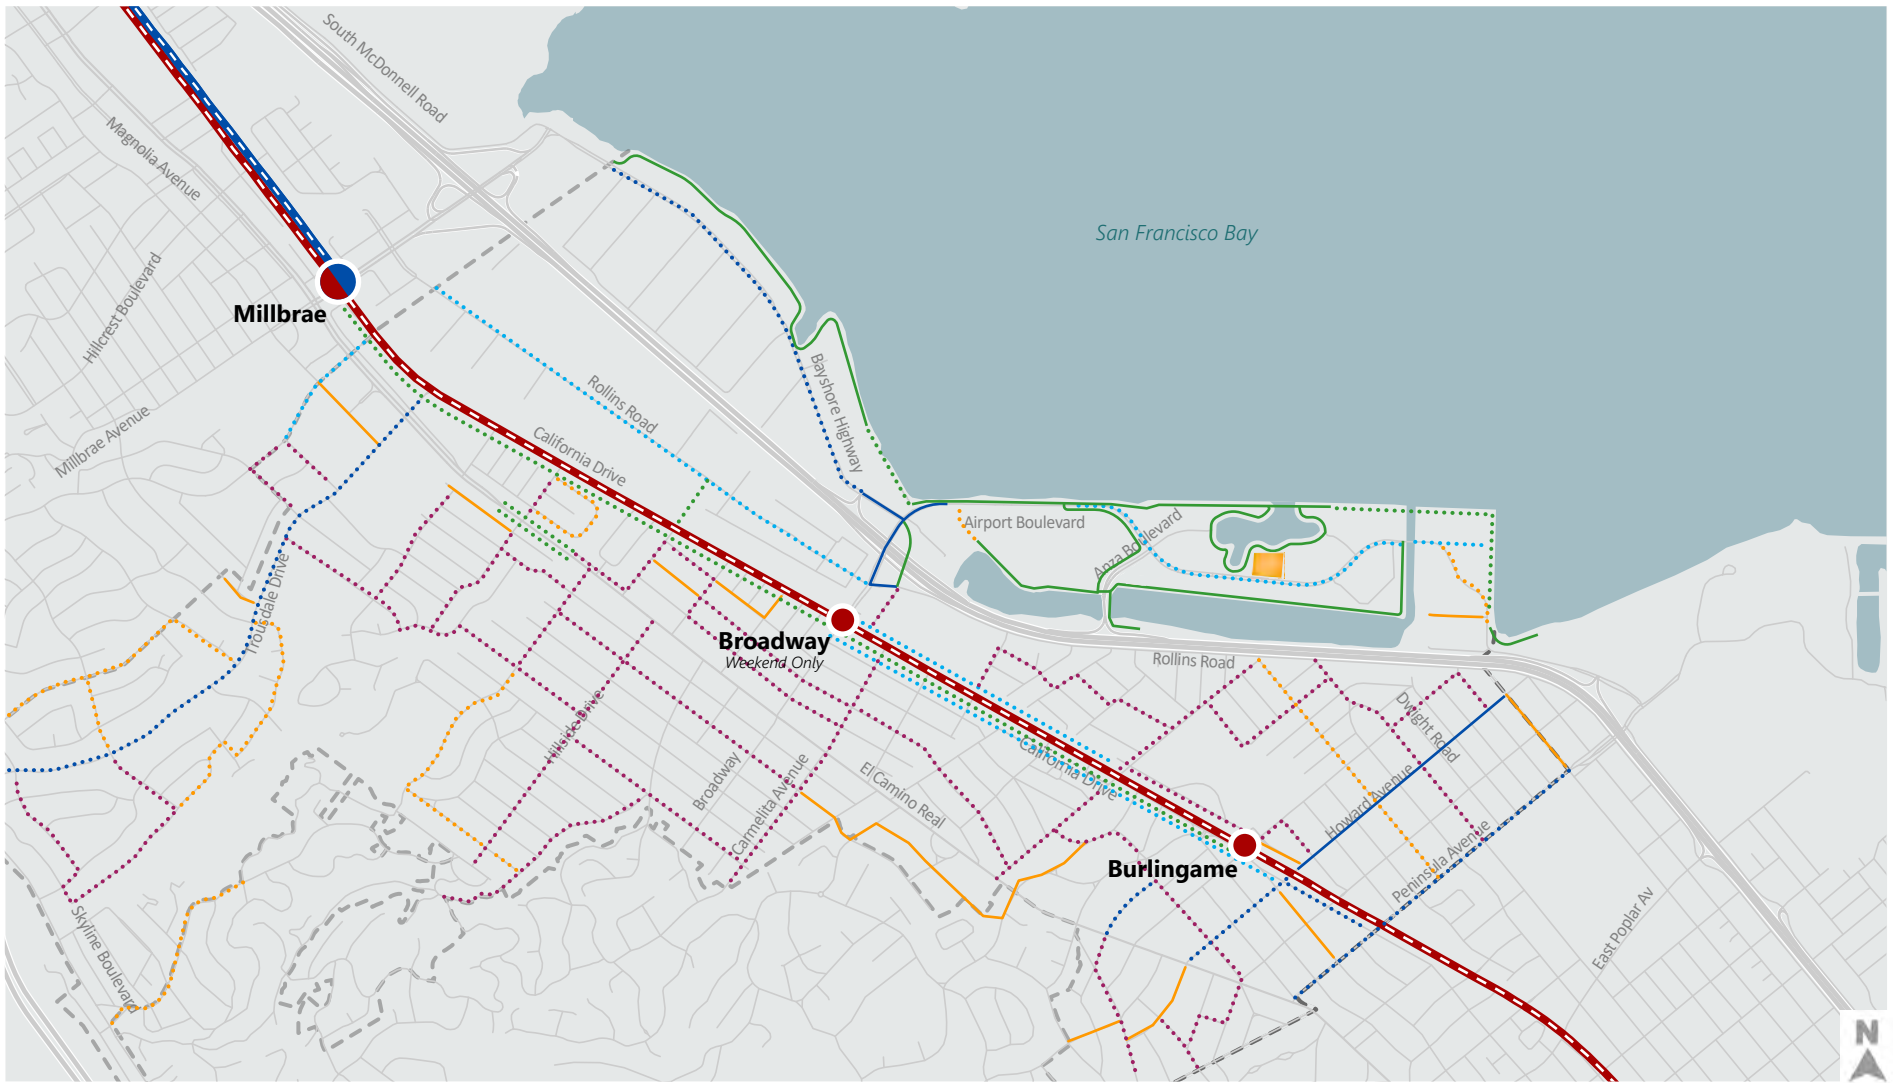 South McDonnell Road
Magnolia Avenue
San Francisco Bay
Hillcrest Boulevard
Millbrae
Bayshore Highway
Rollins Road
Millbrae Avenue
California Drive
Airport Boulevard
Anza Boulevard
Trousdale Drive
Broadway
Weekend Only
Rollins Road
Hillside Drive
Dwight Road
California Drive
Broadway
Carmelita Avenue
El Camino Real
Howard Avenue
Burlingame
Peninsula Avenue
Skyline Boulevard
East Poplar Av
N